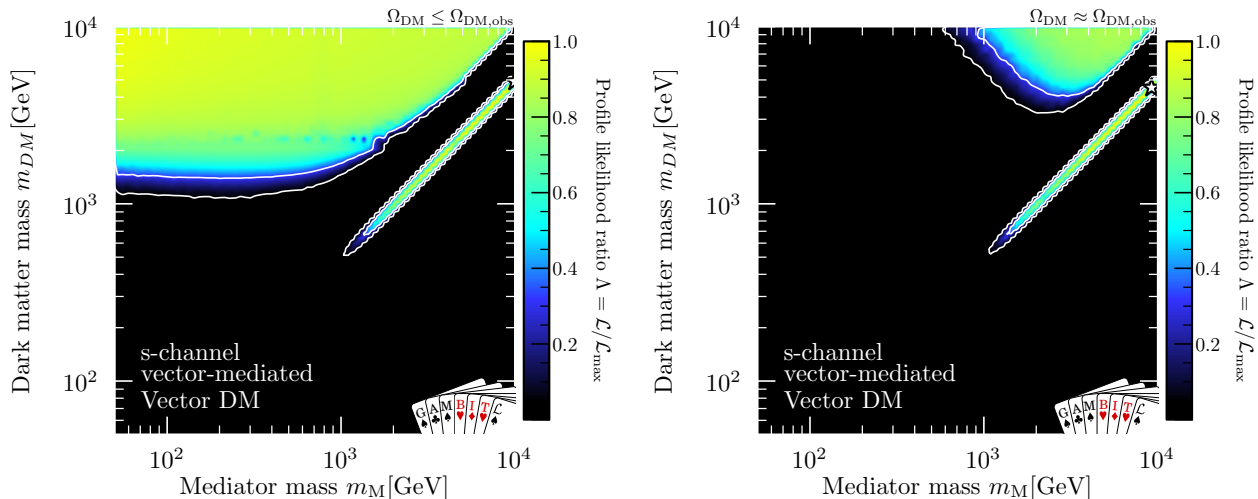 Ω_DM ≤ Ω_DM,obs
10^4
10^3
10^2
Dark matter mass m_DM [GeV]
s-channel
vector-mediated
Vector DM
GAMBIT
10^2 10^3 10^4
Mediator mass m_M [GeV]
1.0
0.8
0.6
0.4
0.2
Profile likelihood ratio Λ = ℒ/ℒ_max
Ω_DM ≈ Ω_DM,obs
10^4
10^3
10^2
Dark matter mass m_DM [GeV]
s-channel
vector-mediated
Vector DM
GAMBIT
10^2 10^3 10^4
Mediator mass m_M [GeV]
1.0
0.8
0.6
0.4
0.2
Profile likelihood ratio Λ = ℒ/ℒ_max